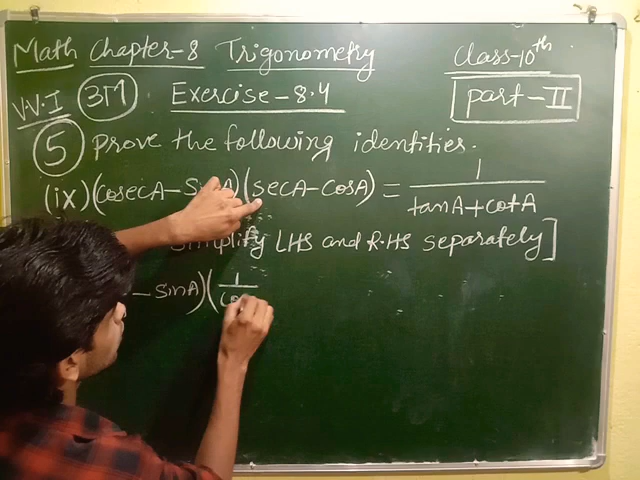 Math Chapter-8 Trigonometry Class-10th
V.V.I Exercise-8.4 part-II
5 Prove the following identities.
(ix) (cosecA - SinA)(secA - CosA) = 1/(tanA + cotA)
Simplify LHS and R.HS separately]
- SinA)(1/Co